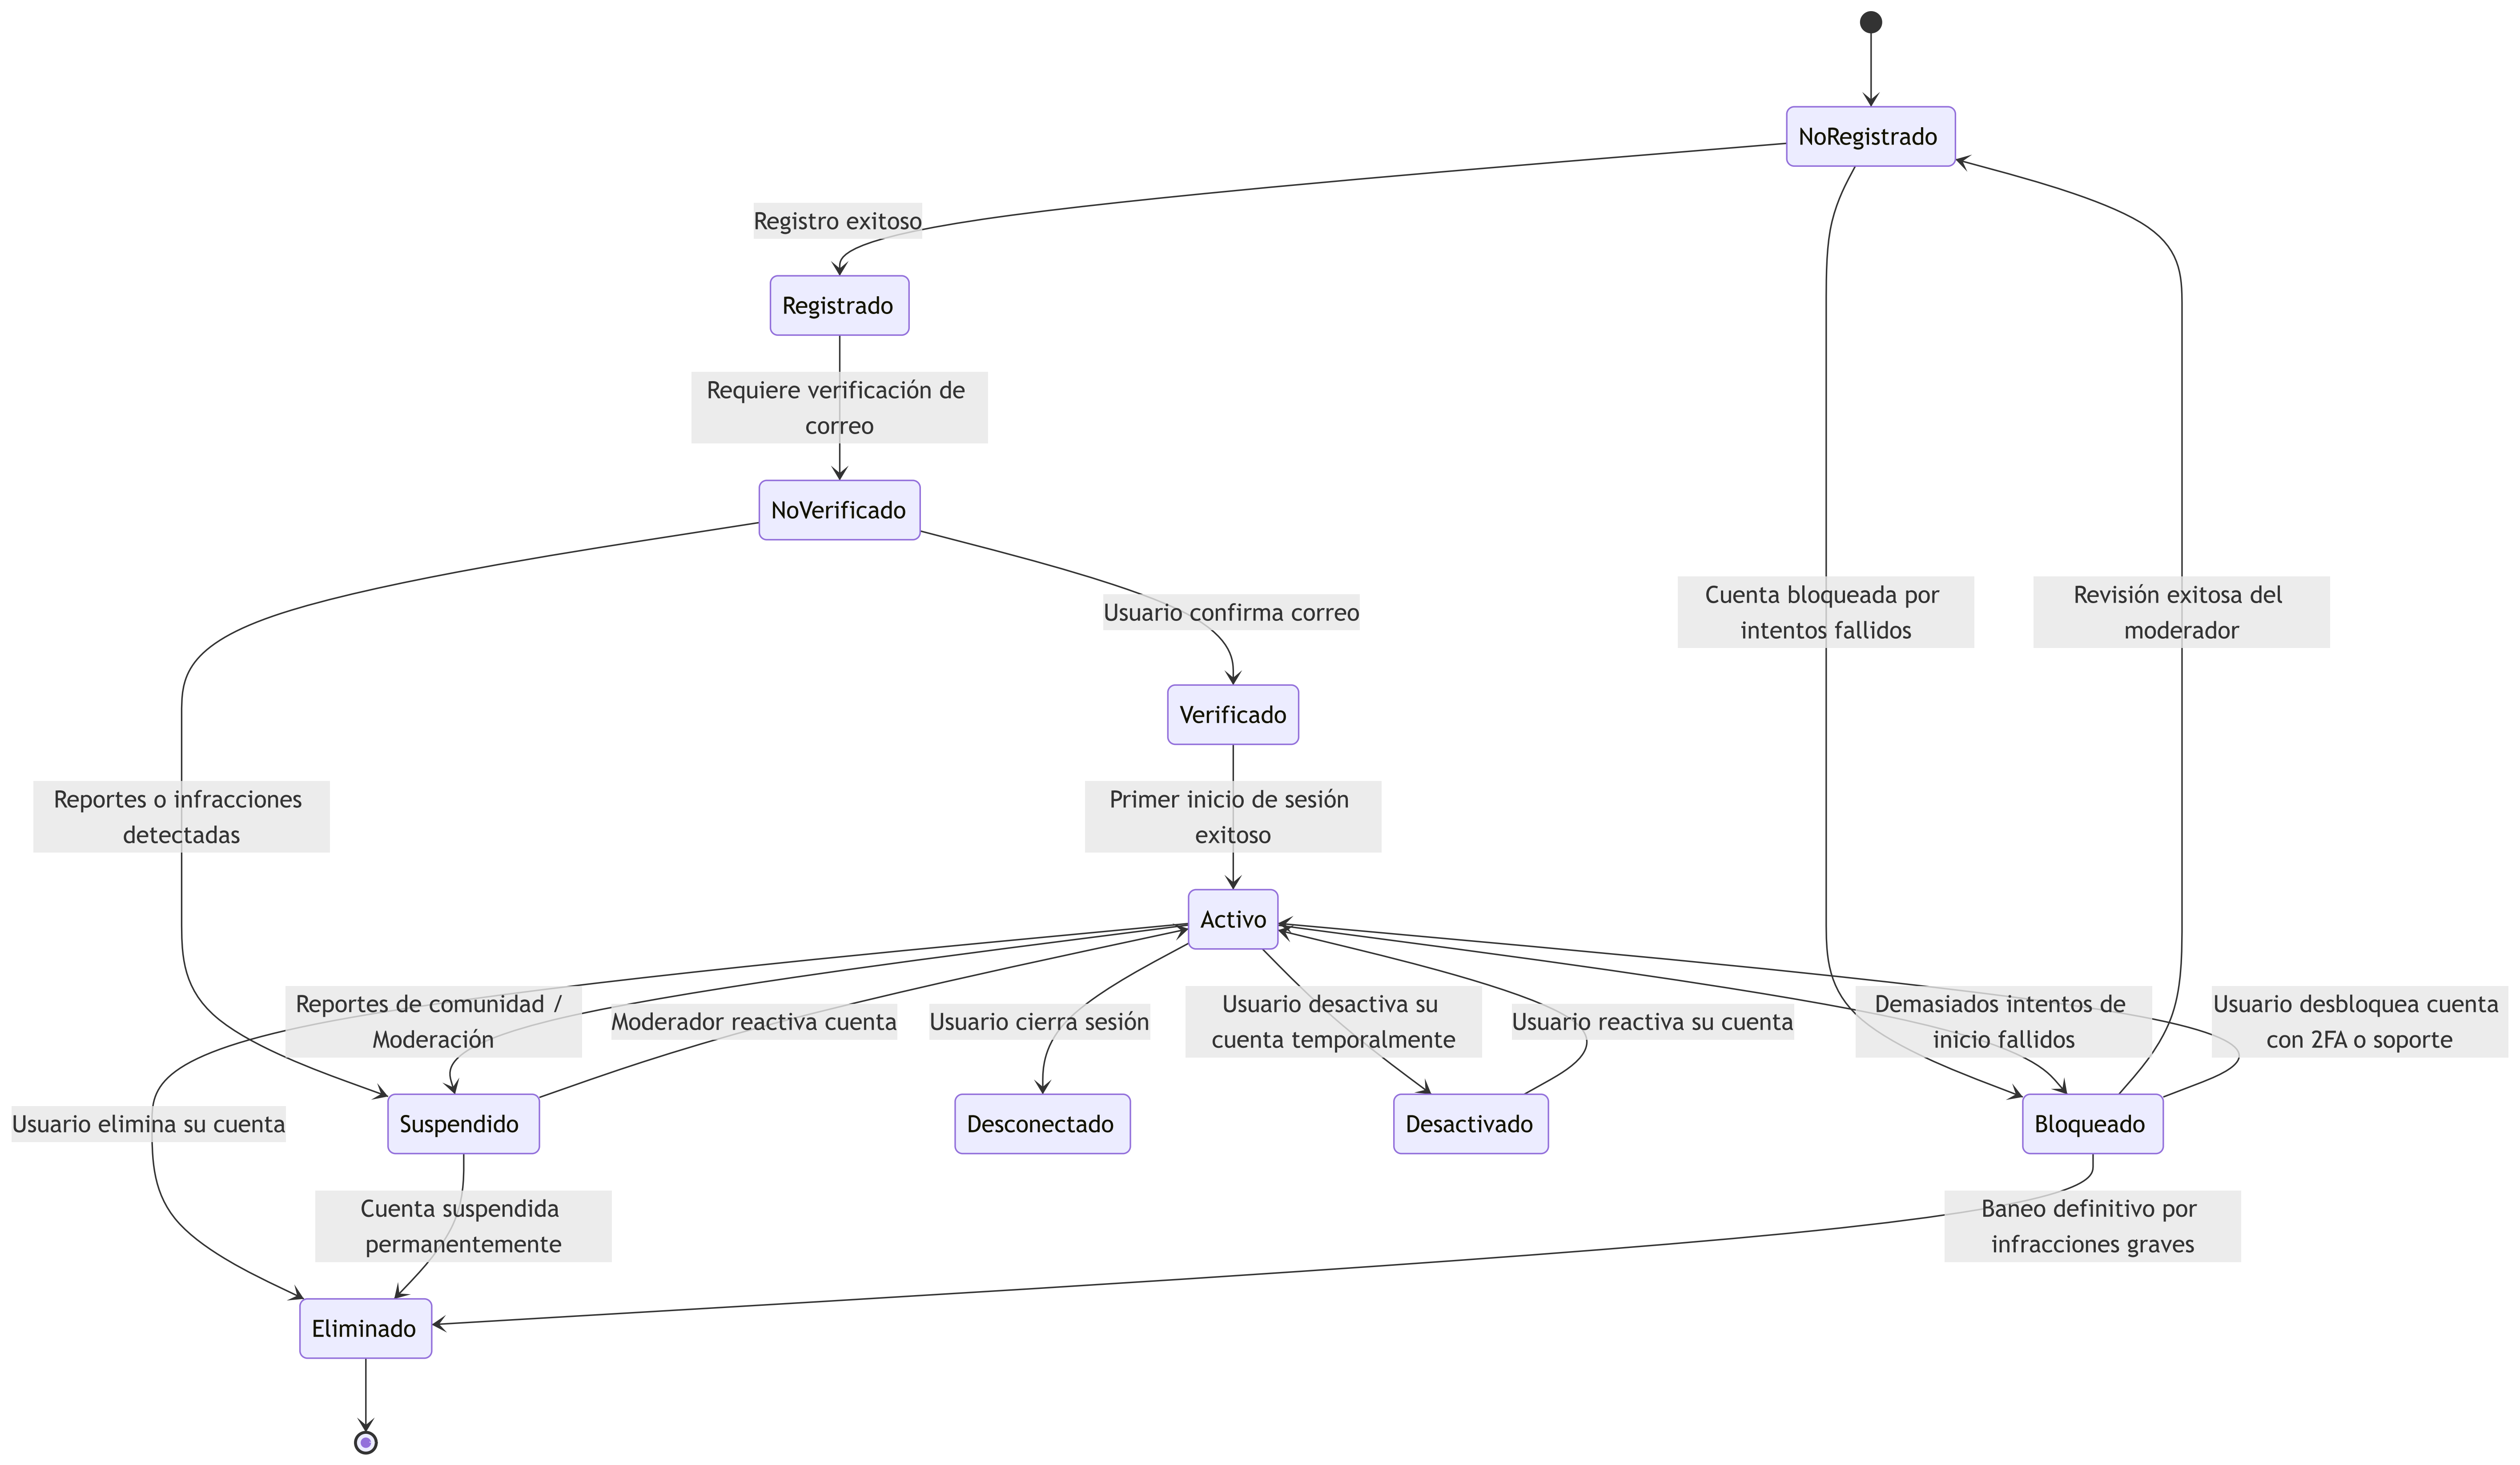 NoRegistrado
Registro exitoso
Registrado
Requiere verificación de
correo
NoVerificado
Cuenta bloqueada por
intentos fallidos
Revisión exitosa del
moderador
Usuario confirma correo
Verificado
Reportes o infracciones
detectadas
Primer inicio de sesión
exitoso
Activo
Reportes de comunidad /
Moderación
Moderador reactiva cuenta
Usuario cierra sesión
Usuario desactiva su
cuenta temporalmente
Usuario reactiva su cuenta
Demasiados intentos de
inicio fallidos
Usuario desbloquea cuenta
con 2FA o soporte
Usuario elimina su cuenta
Suspendido
Desconectado
Desactivado
Bloqueado
Cuenta suspendida
permanentemente
Baneo definitivo por
infracciones graves
Eliminado